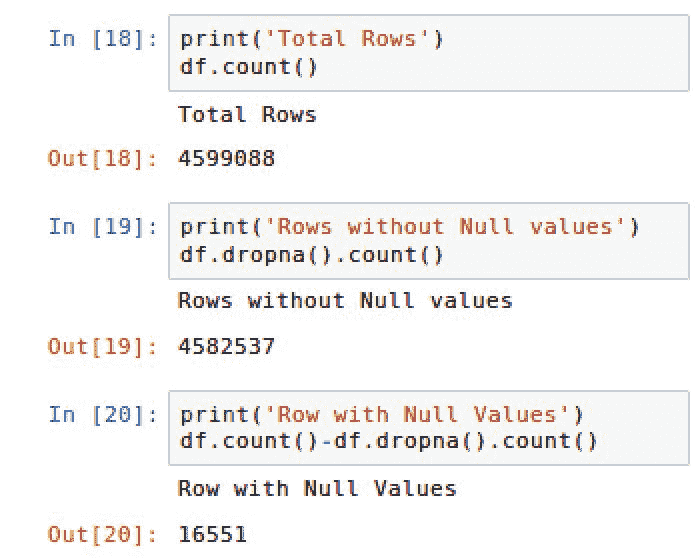 In [18]: print('Total Rows')
df.count()
Total Rows
Out[18]: 4599088
In [19]: print('Rows without Null values')
df.dropna().count()
Rows without Null values
Out[19]: 4582537
In [20]: print('Row with Null Values')
df.count()-df.dropna().count()
Row with Null Values
Out[20]: 16551